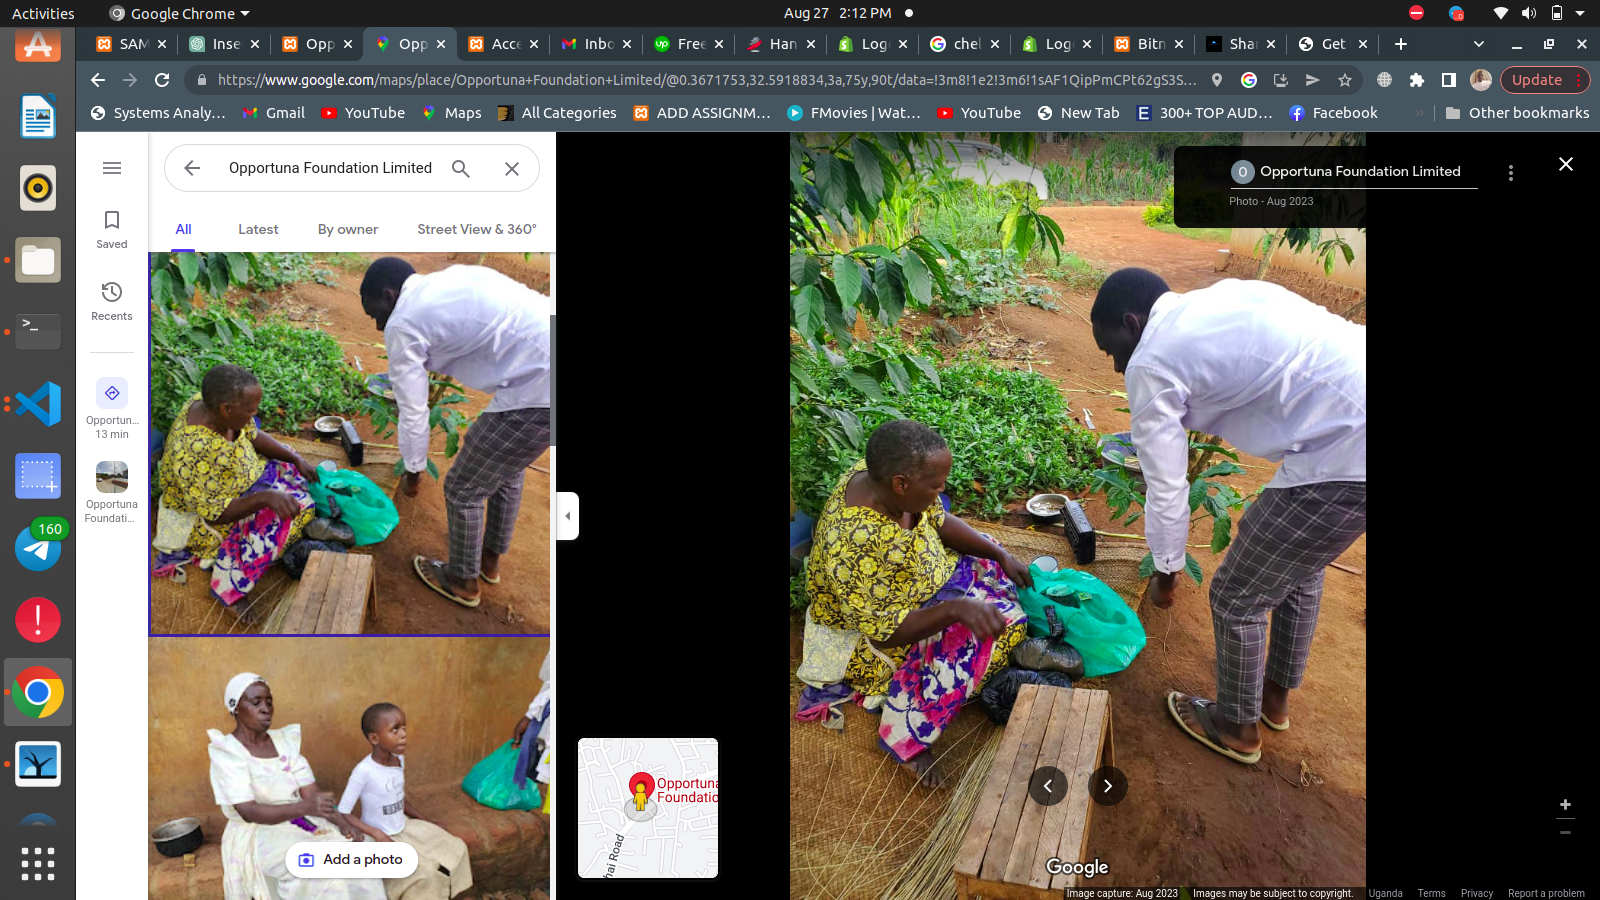 Activities
Google Chrome
Aug 27 2:12 PM
SAM
Inse
Opp
Opp
Acce
Inbo
Free
Han
Log
chel
Log
Bitn
Shar
Get
https://www.google.com/maps/place/Opportuna+Foundation+Limited/@0.3671753,32.5918834,3a,75y,90t/data=!3m8!1e2!3m6!1sAF1QipPmCPt62gS3S...
Update
Systems Analy...
Gmail
YouTube
Maps
All Categories
ADD ASSIGNM...
FMovies | Wat...
YouTube
New Tab
300+ TOP AUD...
Facebook
Other bookmarks
Opportuna Foundation Limited
All
Latest
By owner
Street View & 360°
Saved
Recents
Opportun...
13 min
Opportuna
Foundati...
160
Add a photo
Opportuna Foundation Limited
Photo - Aug 2023
Opportuna
Foundatio
hai Road
Google
Image capture: Aug 2023
Images may be subject to copyright.
Uganda
Terms
Privacy
Report a problem